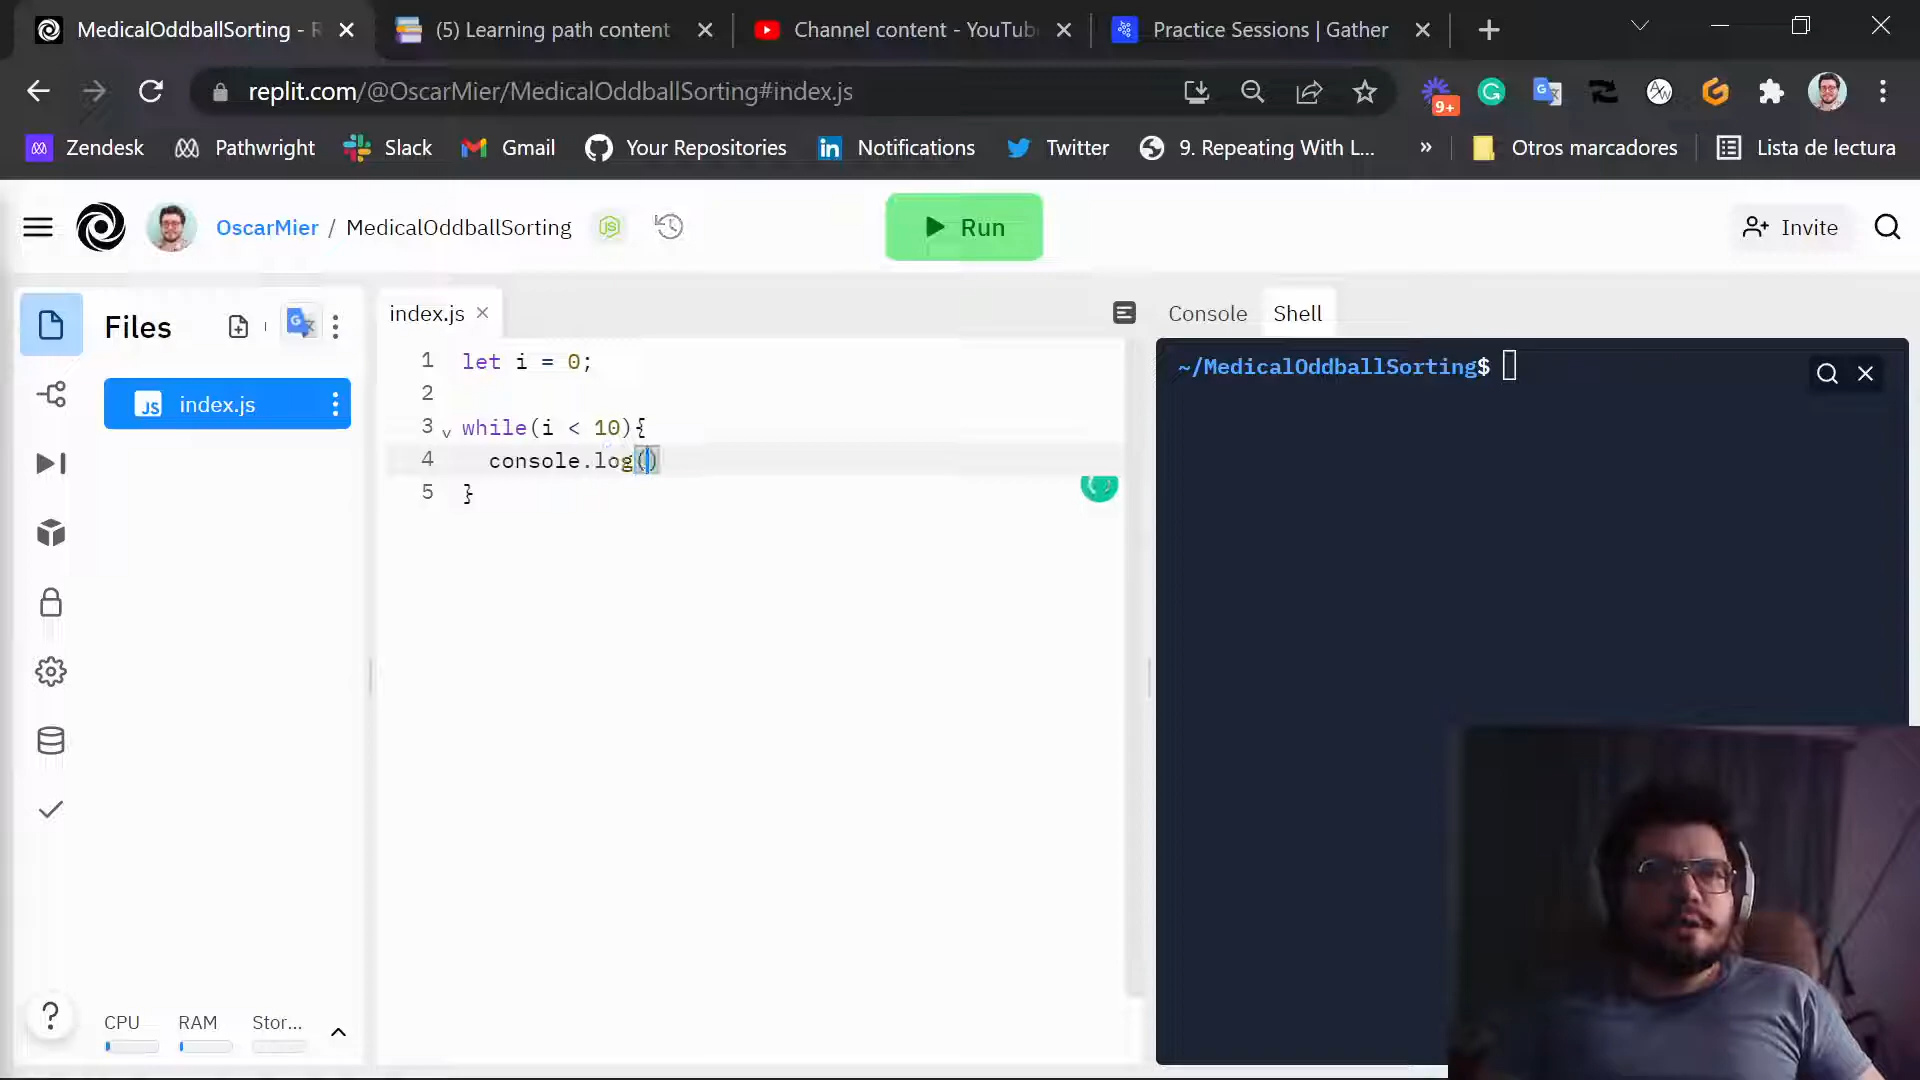 MedicalOddballSorting - R
(5) Learning path content
Channel content - YouTub
Practice Sessions | Gather
replit.com/@OscarMier/MedicalOddballSorting#index.js
9+
Zendesk
Pathwright
Slack
Gmail
Your Repositories
Notifications
Twitter
9. Repeating With L...
»
Otros marcadores
Lista de lectura
OscarMier / MedicalOddballSorting
Run
Invite
Files
index.js
Console
Shell
JS index.js
1 let i = 0;
2
3 while(i < 10){
4 console.log()
5 }
~/MedicalOddballSorting$
CPU
RAM
Stor...